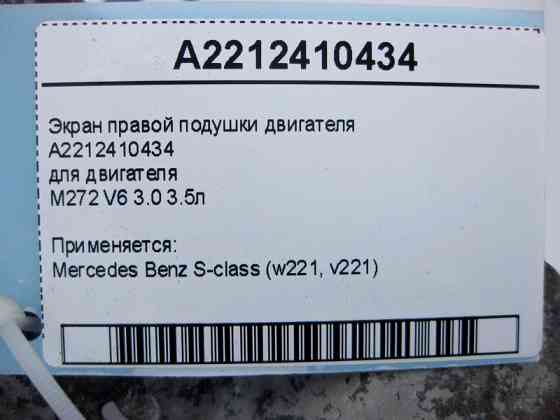 A2212410434
Экран правой подушки двигателя
A2212410434
для двигателя
M272 V6 3.0 3.5л
Применяется:
Mercedes Benz S-class (w221, v221)